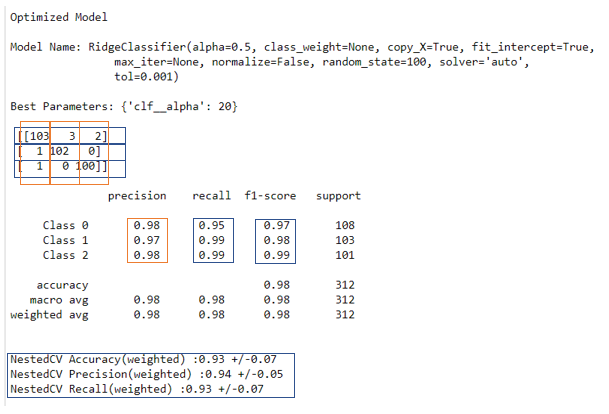 Optimized Model
Model Name: RidgeClassifier(alpha=0.5, class_weight=None, copy_X=True, fit_intercept=True,
max_iter=None, normalize=False, random_state=100, solver='auto',
tol=0.001)
Best Parameters: {'clf__alpha': 20}
[[103 3 2]
[ 1 102 0]
[ 1 0 100]]
precision recall f1-score support
Class 0 0.98 0.95 0.97 108
Class 1 0.97 0.99 0.98 103
Class 2 0.98 0.99 0.99 101
accuracy 0.98 312
macro avg 0.98 0.98 0.98 312
weighted avg 0.98 0.98 0.98 312
NestedCV Accuracy(weighted) :0.93 +/-0.07
NestedCV Precision(weighted) :0.94 +/-0.05
NestedCV Recall(weighted) :0.93 +/-0.07